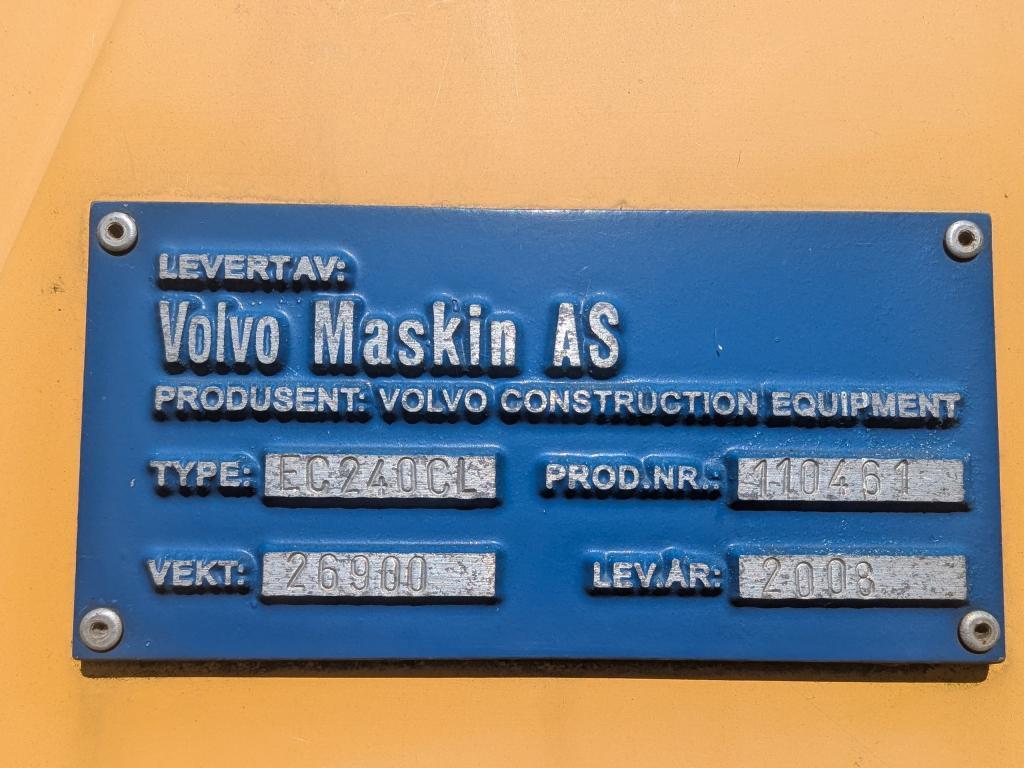 LEVERT AV:
Volvo Maskin AS
PRODUSENT: VOLVO CONSTRUCTION EQUIPMENT
TYPE: EC240CL PROD.NR.: 110461
VEKT: 26900 LEV.ÅR: 2008